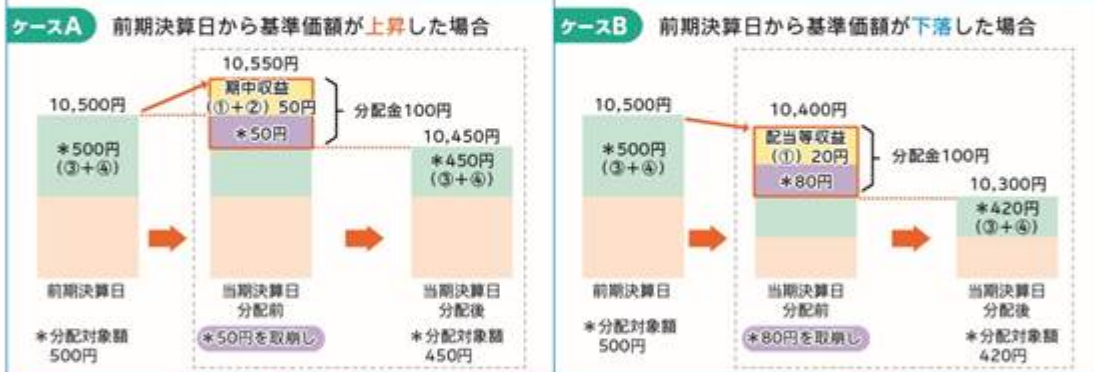 ケースA 前期決算日から基準価額が上昇した場合
10,550円
期中収益
(①+②) 50円
*50円
分配金100円
10,500円
*500円
(③+④)
10,450円
*450円
(③+④)
前期決算日
当期決算日
分配前
当期決算日
分配後
*分配対象額
500円
*50円を取崩し
*分配対象額
450円
ケースB 前期決算日から基準価額が下落した場合
10,500円
*500円
(③+④)
10,400円
配当等収益
(①) 20円
*80円
分配金100円
10,300円
*420円
(③+④)
前期決算日
当期決算日
分配前
当期決算日
分配後
*分配対象額
500円
*80円を取崩し
*分配対象額
420円